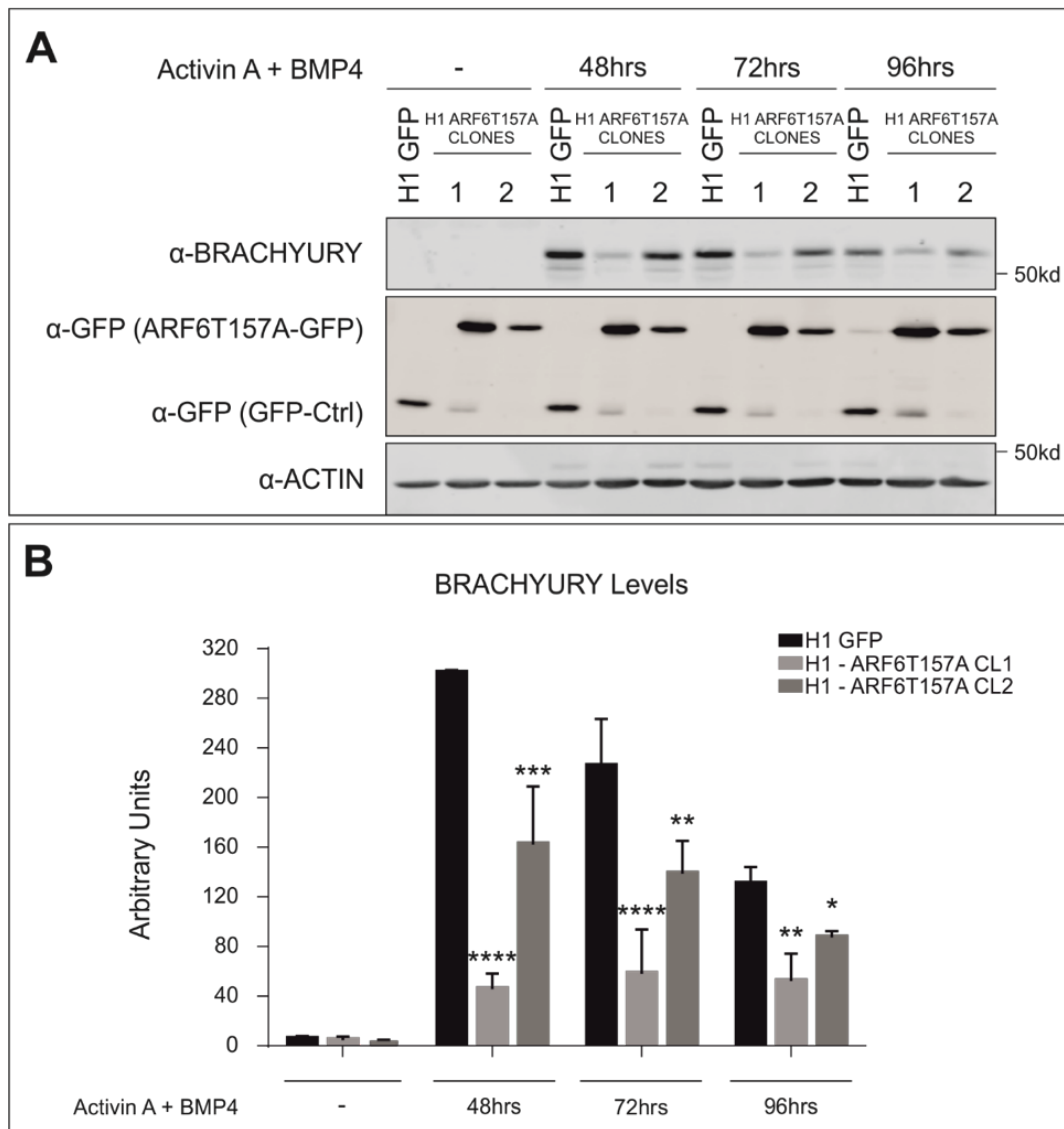 A
Activin A + BMP4 - 48hrs 72hrs 96hrs
H1 GFP H1 ARF6T157A CLONES H1 GFP H1 ARF6T157A CLONES H1 GFP H1 ARF6T157A CLONES H1 GFP H1 ARF6T157A CLONES
1 2 1 2 1 2 1 2
α-BRACHYURY
50kd
α-GFP (ARF6T157A-GFP)
α-GFP (GFP-Ctrl)
50kd
α-ACTIN
B
BRACHYURY Levels
H1 GFP
H1 - ARF6T157A CL1
H1 - ARF6T157A CL2
Arbitrary Units
320
280
240
200
160
120
80
40
0
**** *** **** ** ** *
Activin A + BMP4 - 48hrs 72hrs 96hrs